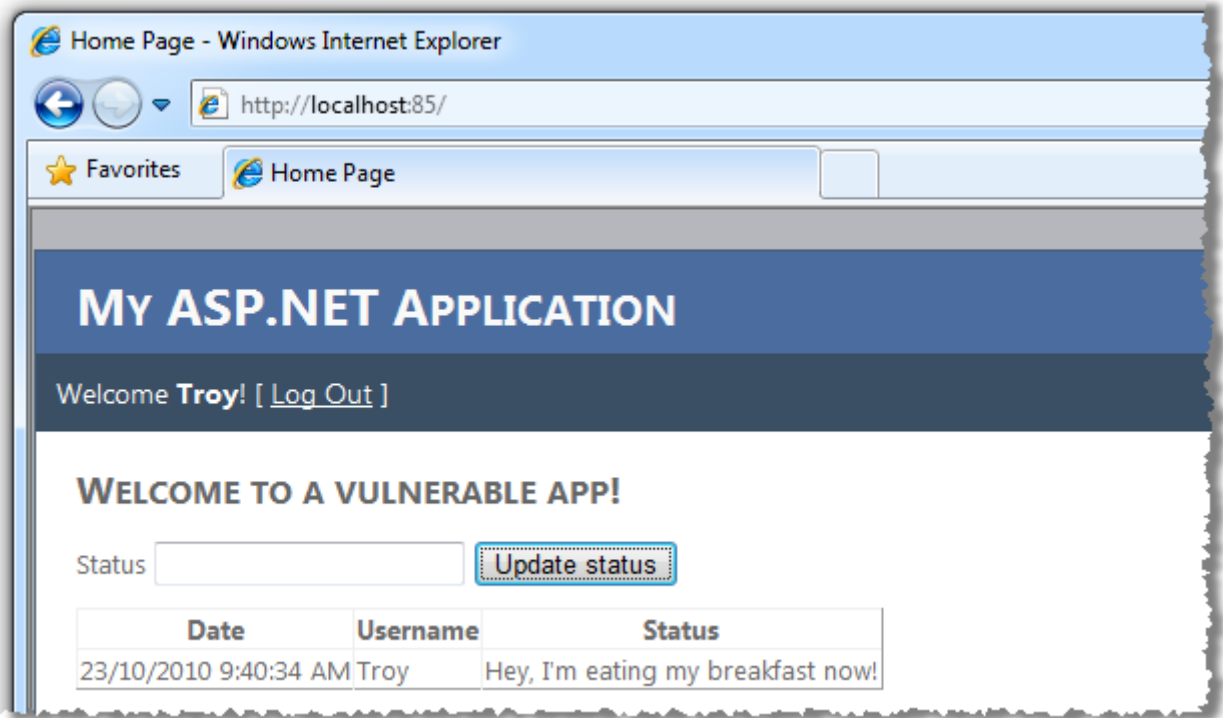 Home Page - Windows Internet Explorer
http://localhost:85/
Favorites
Home Page
MY ASP.NET APPLICATION
Welcome Troy! [ Log Out ]
WELCOME TO A VULNERABLE APP!
Status Update status
Date Username Status
23/10/2010 9:40:34 AM Troy Hey, I'm eating my breakfast now!